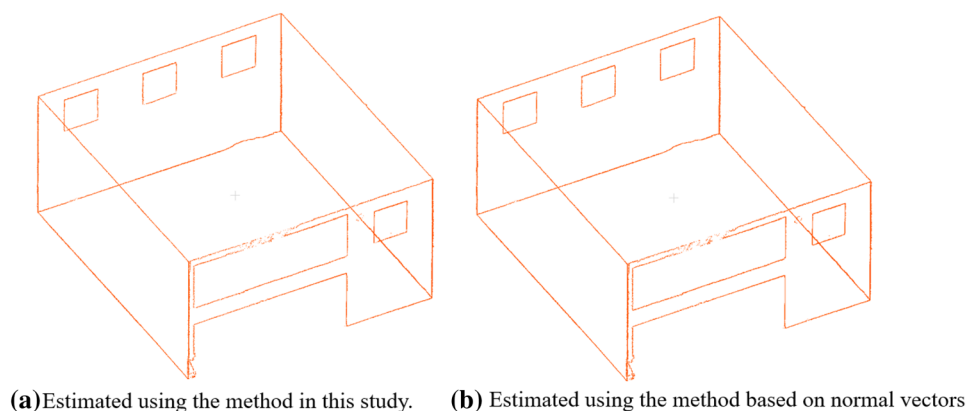 (a)Estimated using the method in this study.
(b) Estimated using the method based on normal vectors